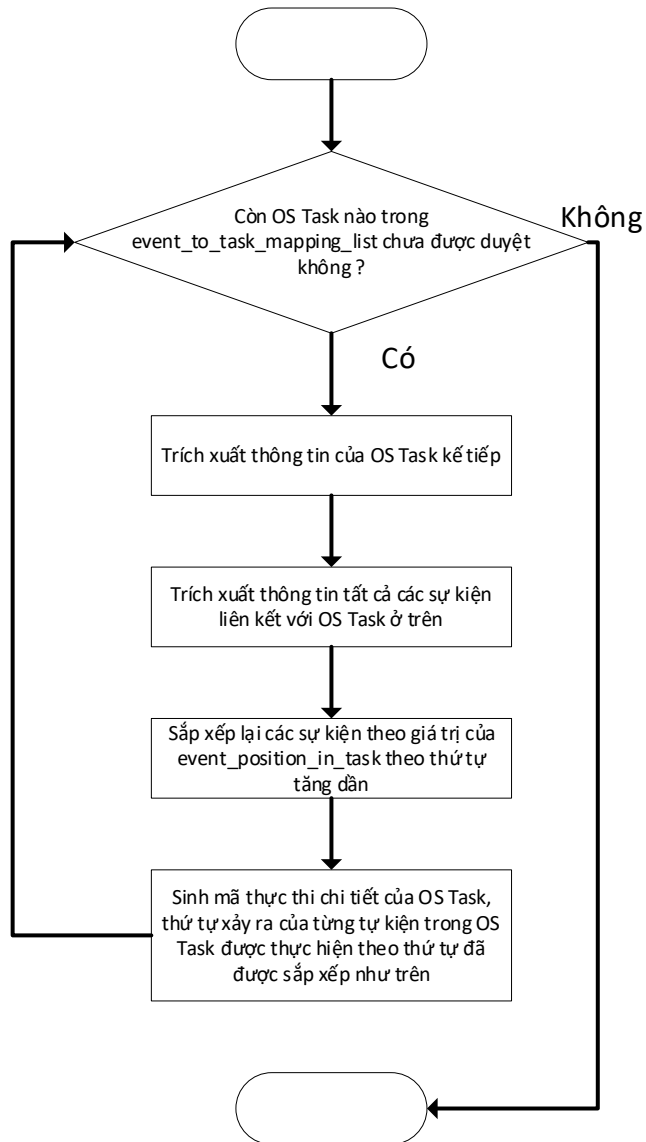 Còn OS Task nào trong
event_to_task_mapping_list chưa được duyệt
không ?
Không
Có
Trích xuất thông tin của OS Task kế tiếp
Trích xuất thông tin tất cả các sự kiện
liên kết với OS Task ở trên
Sắp xếp lại các sự kiện theo giá trị của
event_position_in_task theo thứ tự
tăng dần
Sinh mã thực thi chi tiết của OS Task,
thứ tự xảy ra của từng tự kiện trong OS
Task được thực hiện theo thứ tự đã
được sắp xếp như trên